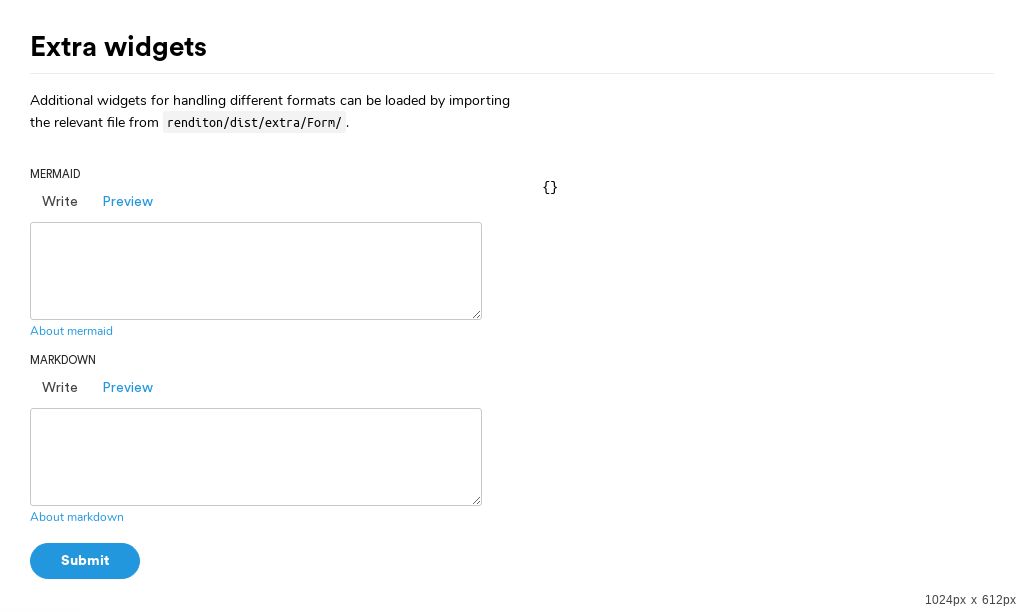 Extra widgets
Additional widgets for handling different formats can be loaded by importing
the relevant file from renditon/dist/extra/Form/.
MERMAID
{}
Write Preview
About mermaid
MARKDOWN
Write Preview
About markdown
Submit
1024px x 612px